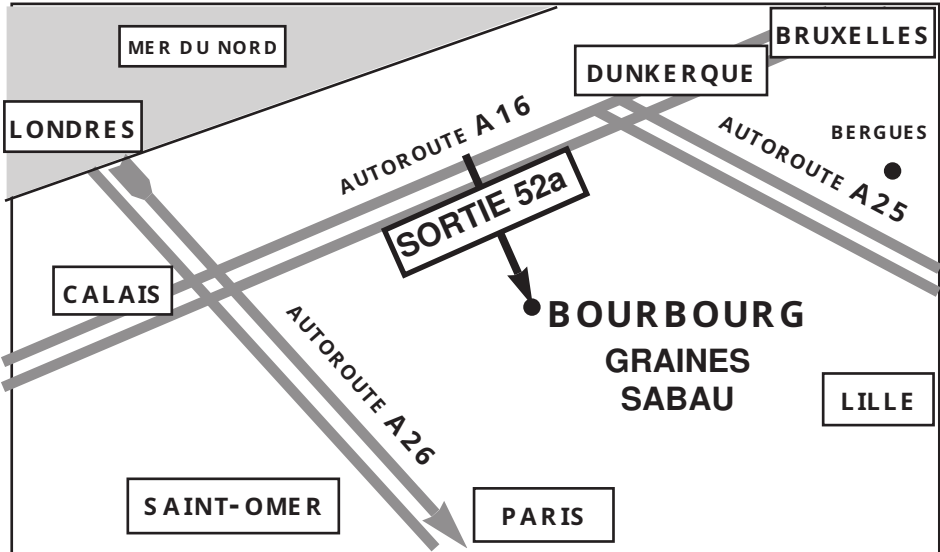 MER DU NORD
BRUXELLES
DUNKERQUE
LONDRES
AUTOROUTE A16
AUTOROUTE A25
BERGUES
SORTIE 52a
CALAIS
BOURBOURG
GRAINES
SABAU
AUTOROUTE A26
LILLE
SAINT-OMER
PARIS